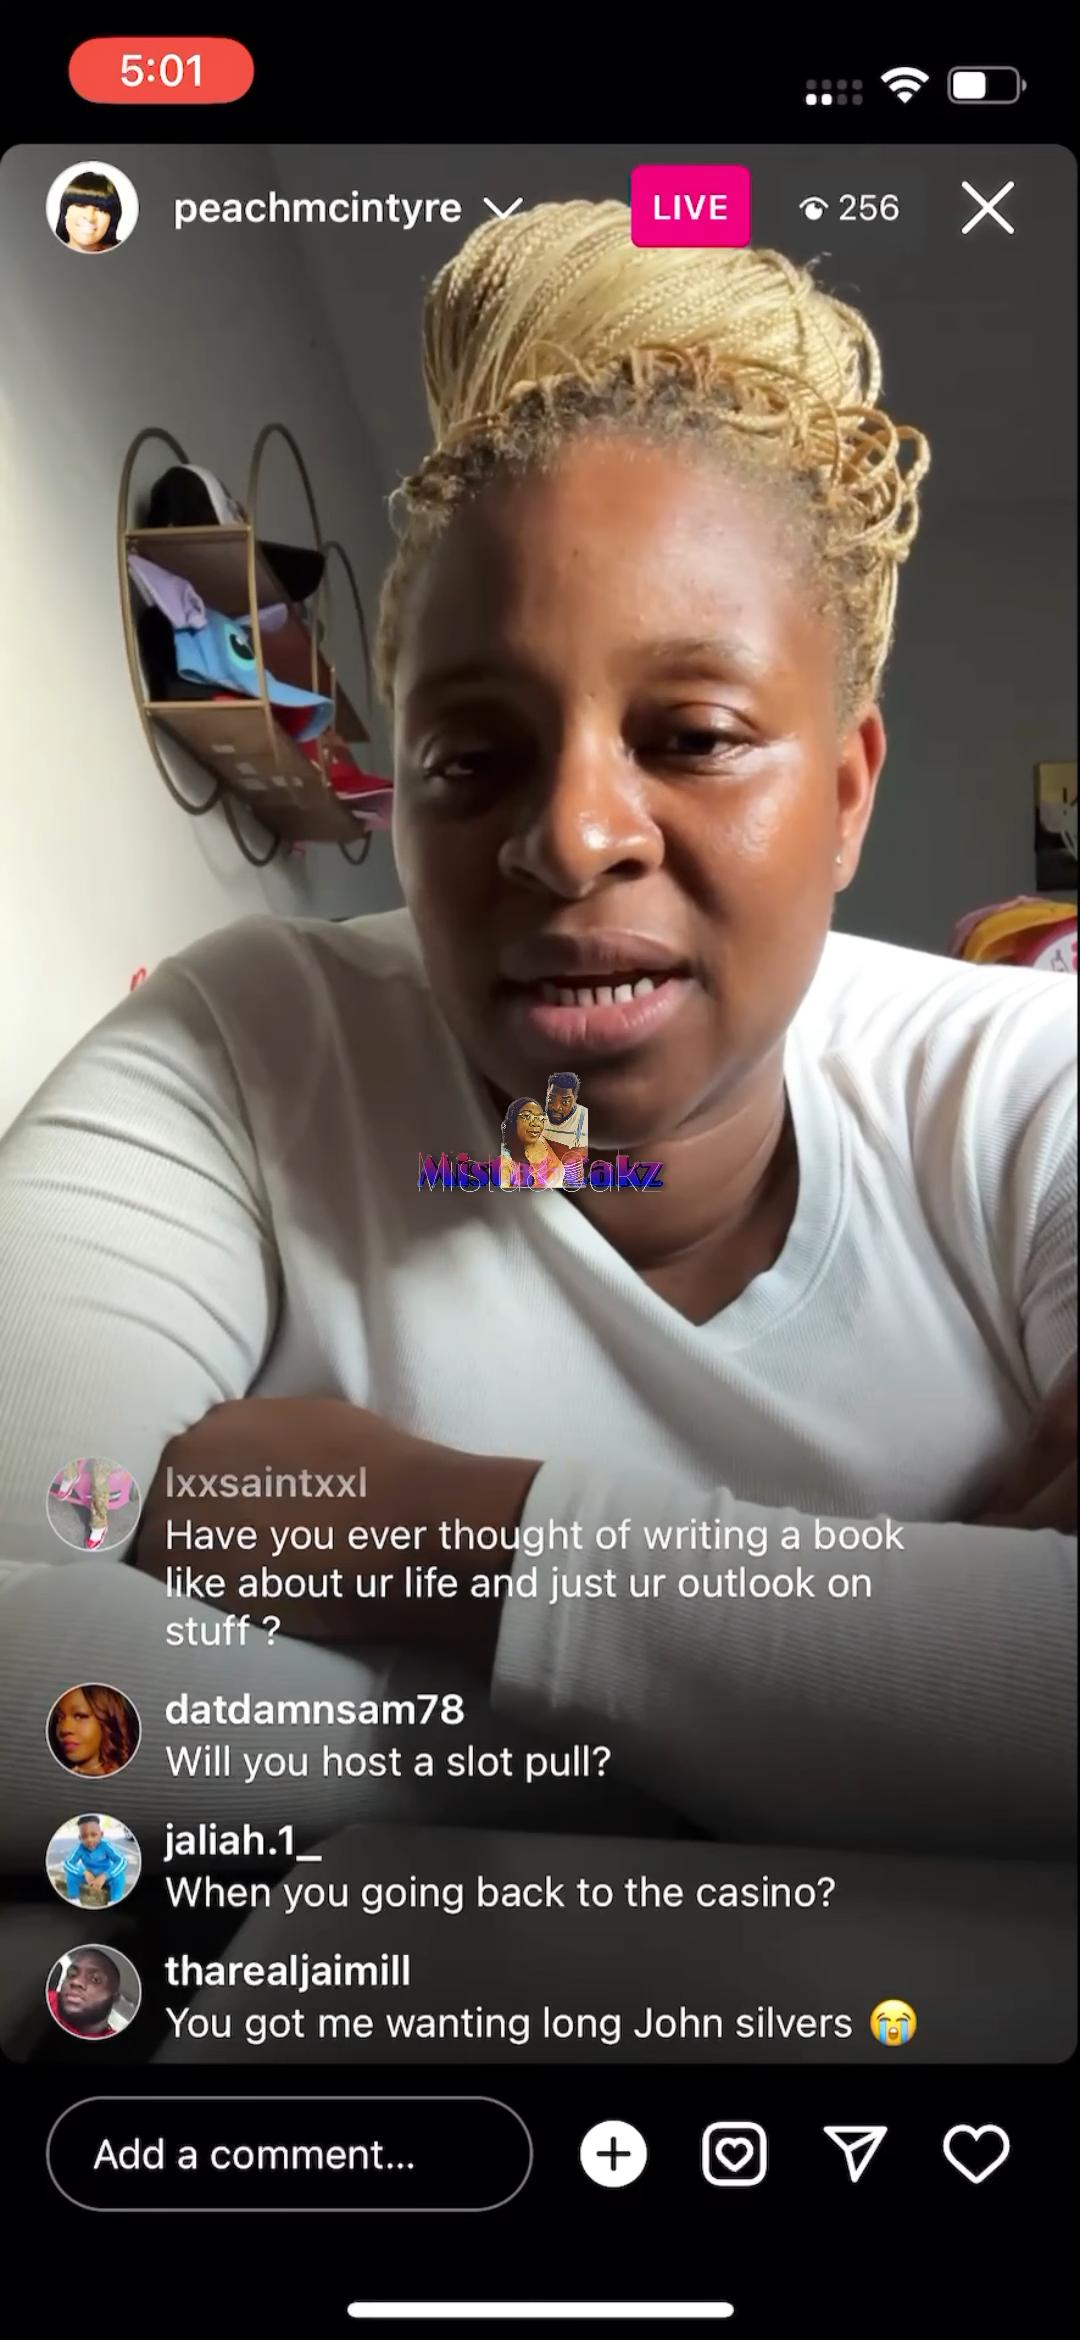 5:01
peachmcintyre
LIVE
256
Mistac Cakz
lxxsaintxxl
Have you ever thought of writing a book
like about ur life and just ur outlook on
stuff ?
datdamnsam78
Will you host a slot pull?
jaliah.1_
When you going back to the casino?
tharealjaimill
You got me wanting long John silvers 😭
Add a comment...